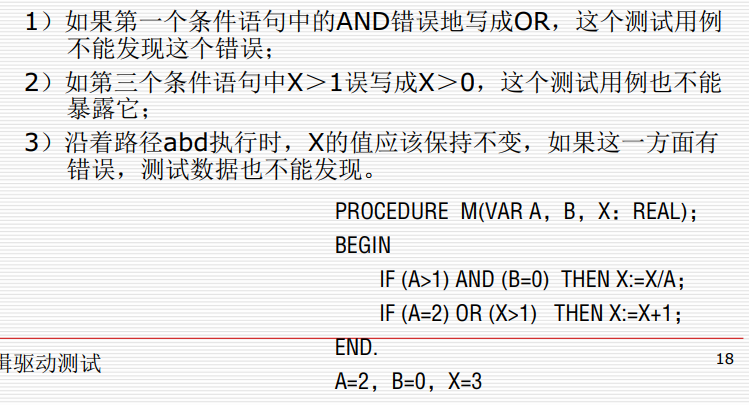 1）如果第一个条件语句中的AND错误地写成OR，这个测试用例
不能发现这个错误；
2）如第三个条件语句中X＞1误写成X＞0，这个测试用例也不能
暴露它；
3）沿着路径abd执行时，X的值应该保持不变，如果这一方面有
错误，测试数据也不能发现。
PROCEDURE M(VAR A，B，X：REAL)；
BEGIN
IF (A>1) AND (B=0) THEN X:=X/A；
IF (A=2) OR (X>1) THEN X:=X+1；
END.
驱动测试
18
A=2，B=0，X=3